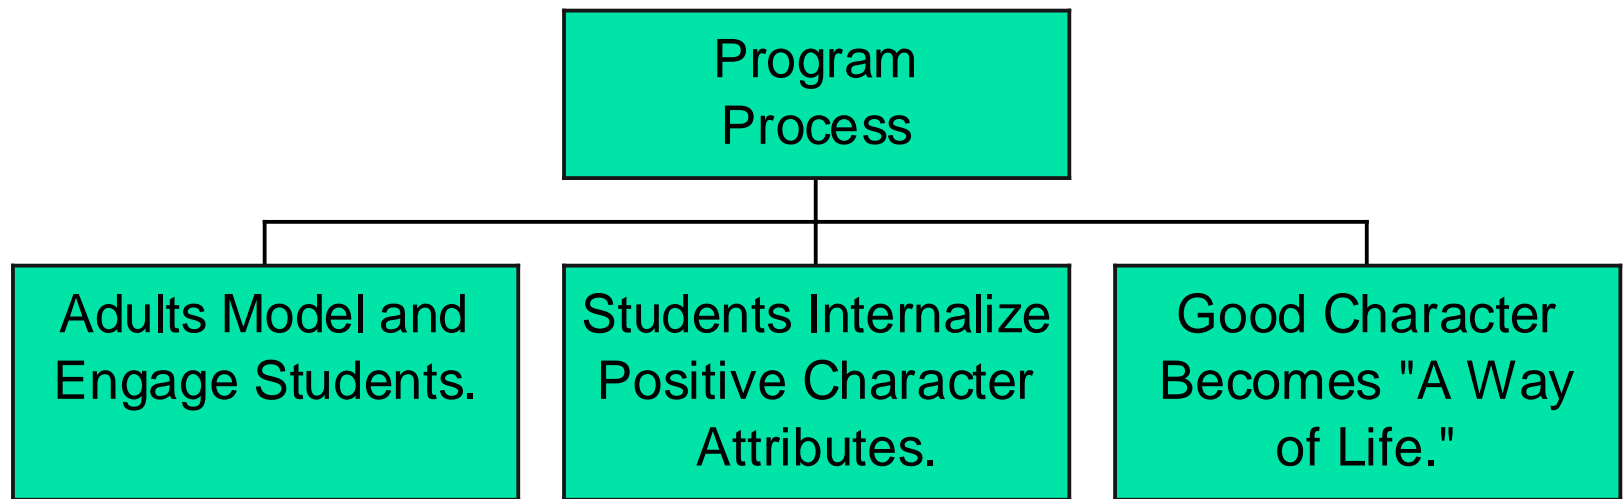 Program
Process
Adults Model and
Engage Students.
Students Internalize
Positive Character
Attributes.
Good Character
Becomes "A Way
of Life."